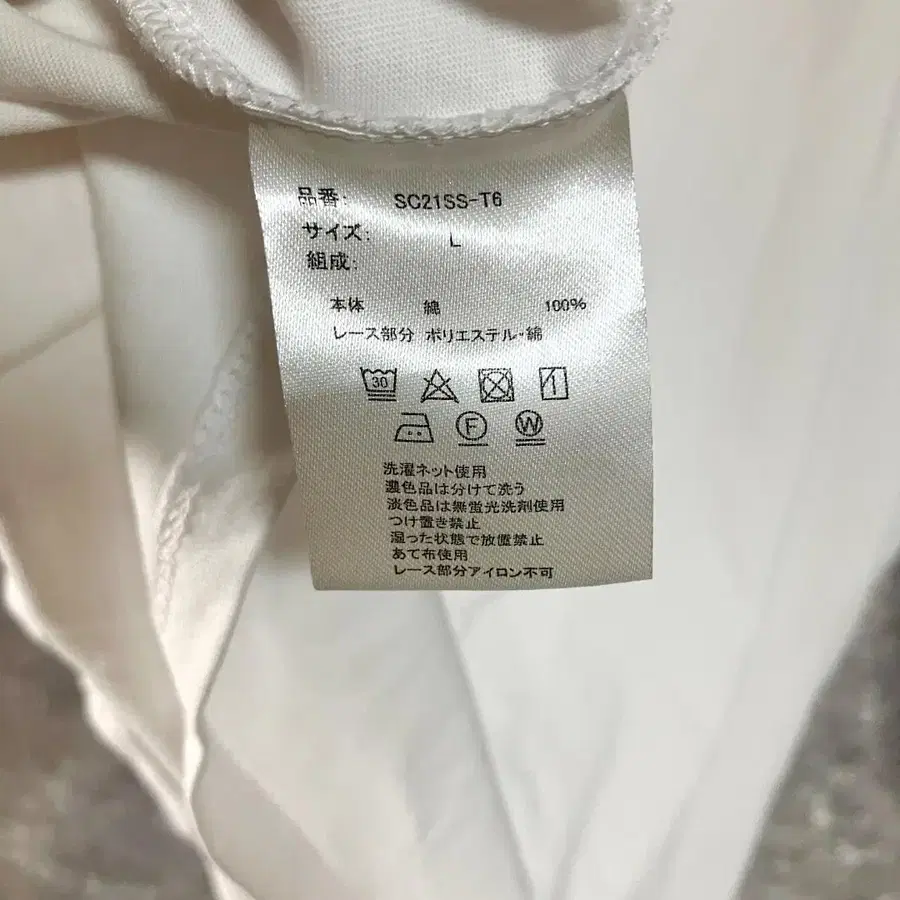 品番: SC21SS-T6
サイズ: L
組成:
本体 綿 100%
レース部分 ポリエステル・綿
30
F W
洗濯ネット使用
濃色品は分けて洗う
淡色品は無蛍光洗剤使用
つけ置き禁止
湿った状態で放置禁止
あて布使用
レース部分アイロン不可